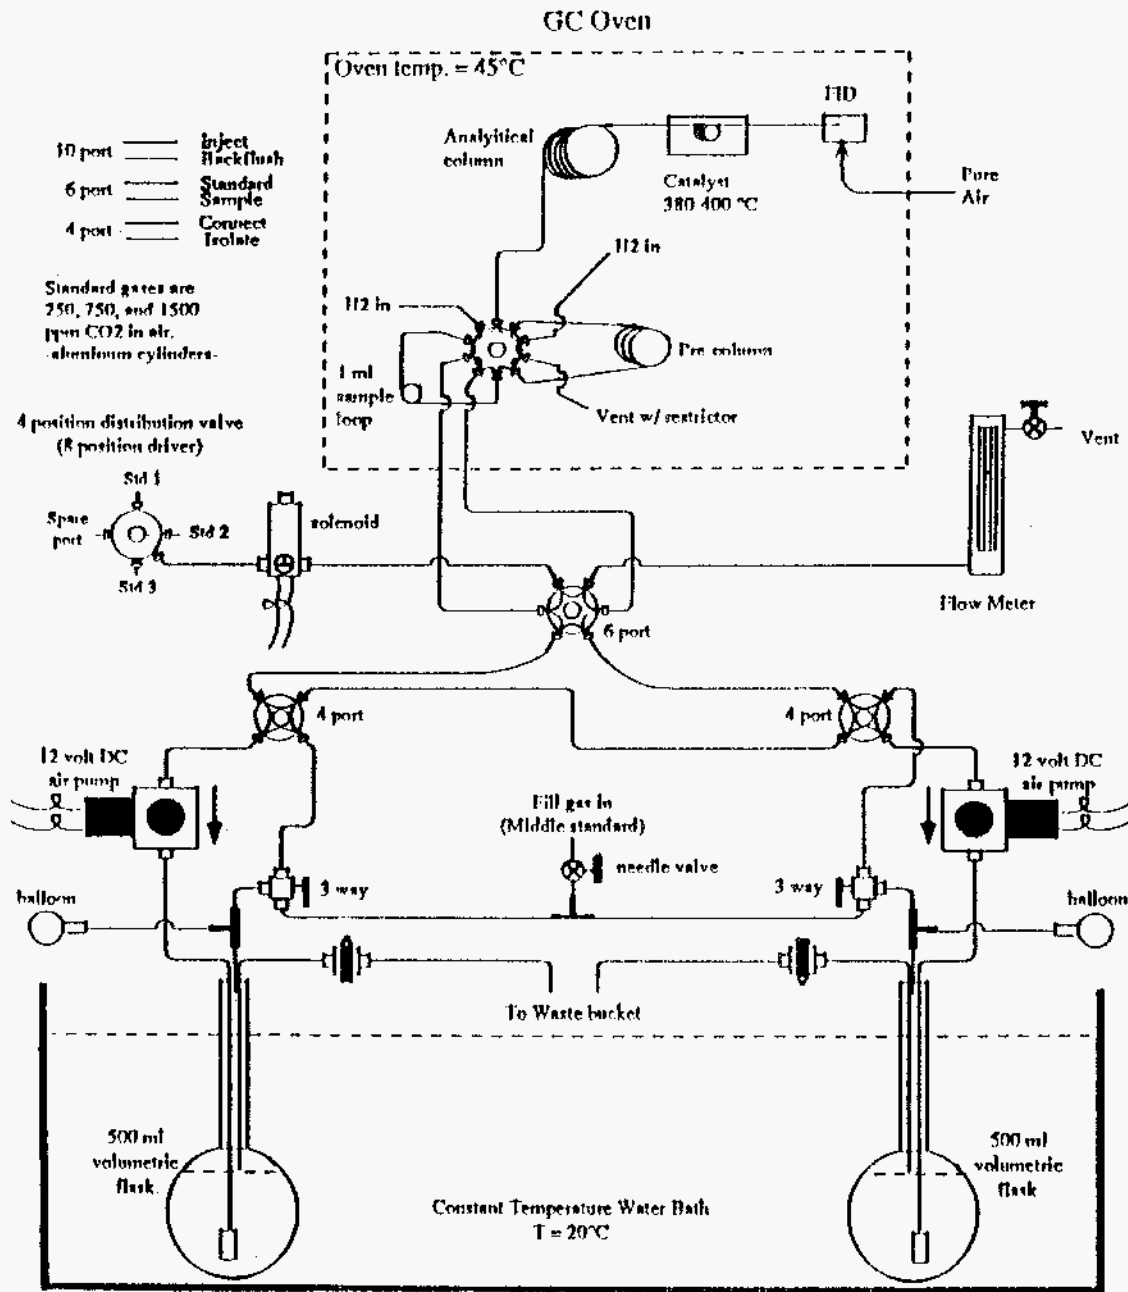 GC Oven
Oven temp. = 45°C
FID
Analytical
column
Catalyst
380-400 °C
Pure
Air
10 port
Inject
Backflush
6 port
Standard
Sample
4 port
Connect
Isolate
H2 in
H2 in
Standard gases are
250, 750, and 1500
ppm CO2 in air.
-aluminum cylinders-
Pre column
1 ml
sample
loop
Vent w/ restrictor
4 position distribution valve
(8 position driver)
Std 1
Spare
port
Std 2
Std 3
solenoid
Vent
Flow Meter
6 port
4 port
4 port
12 volt DC
air pump
12 volt DC
air pump
Fill gas in
(Middle standard)
needle valve
3 way
3 way
balloon
balloon
To Waste bucket
500 ml
volumetric
flask
500 ml
volumetric
flask
Constant Temperature Water Bath
T = 20°C